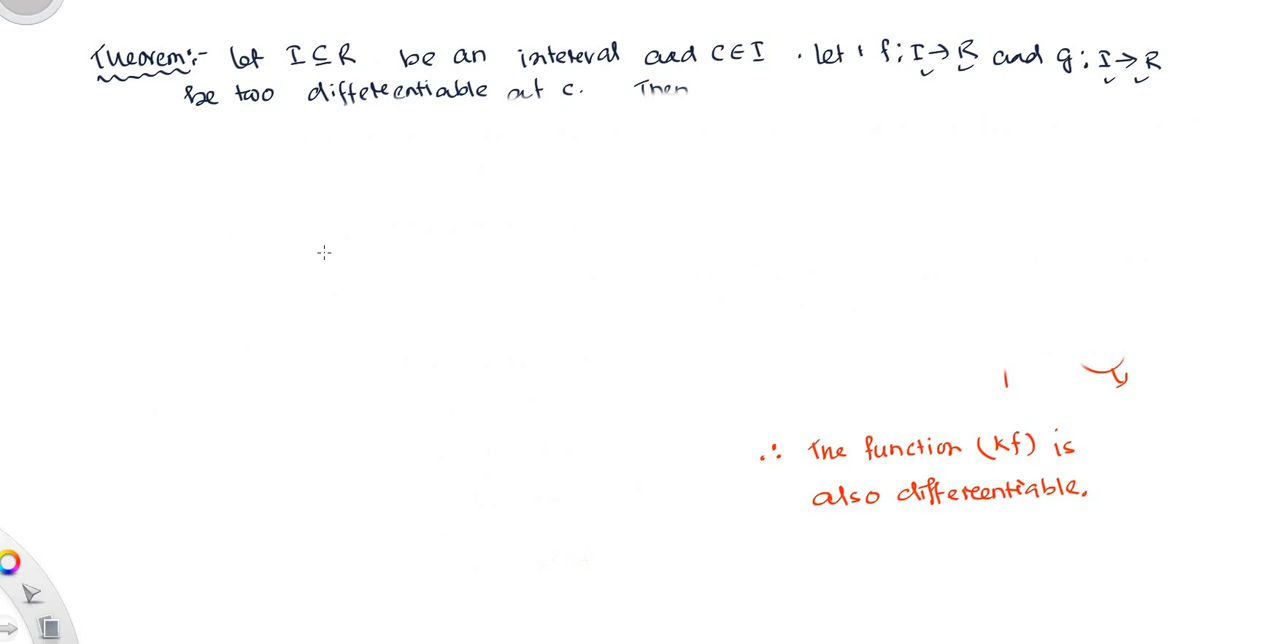 Theorem:- let I ⊆ R be an interval and C ∈ I . let f : I → R and g : I → R
be two differentiable at c. Then
∴ The function (kf) is
also differentiable.